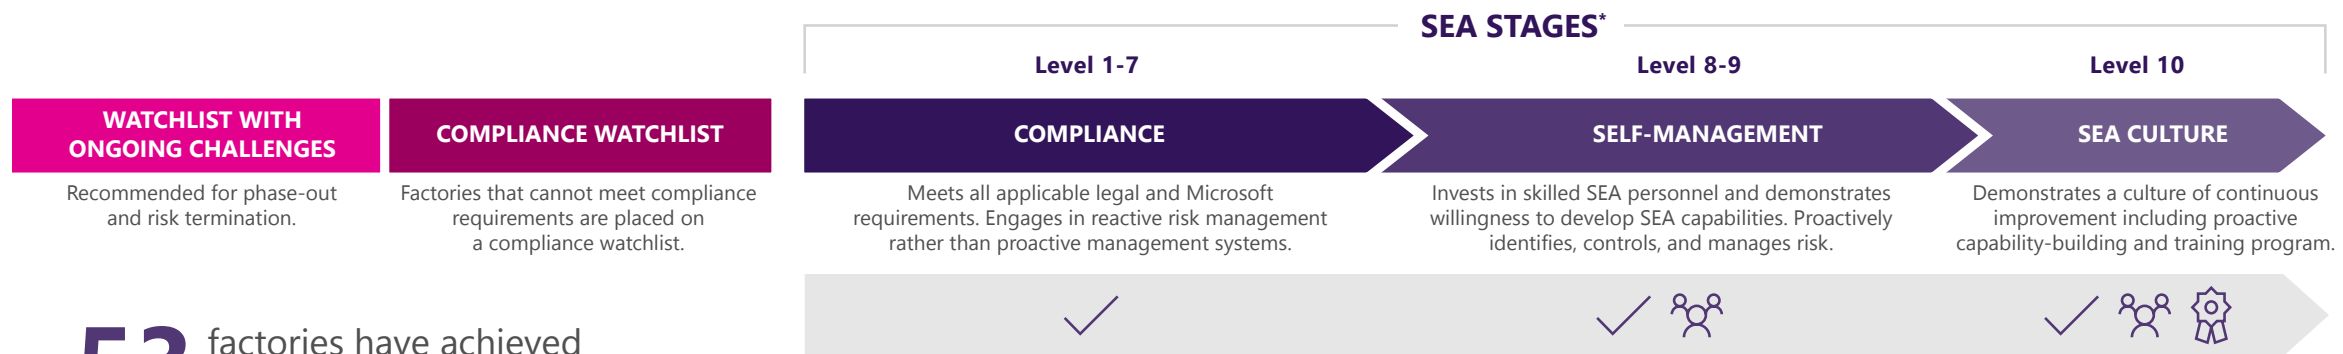 SEA STAGES*
Level 1-7
Level 8-9
Level 10
WATCHLIST WITH
ONGOING CHALLENGES
COMPLIANCE WATCHLIST
COMPLIANCE
SELF-MANAGEMENT
SEA CULTURE
Recommended for phase-out
and risk termination.
Factories that cannot meet compliance
requirements are placed on
a compliance watchlist.
Meets all applicable legal and Microsoft
requirements. Engages in reactive risk management
rather than proactive management systems.
Invests in skilled SEA personnel and demonstrates
willingness to develop SEA capabilities. Proactively
identifies, controls, and manages risk.
Demonstrates a culture of continuous
improvement including proactive
capability-building and training program.
factories have achieved